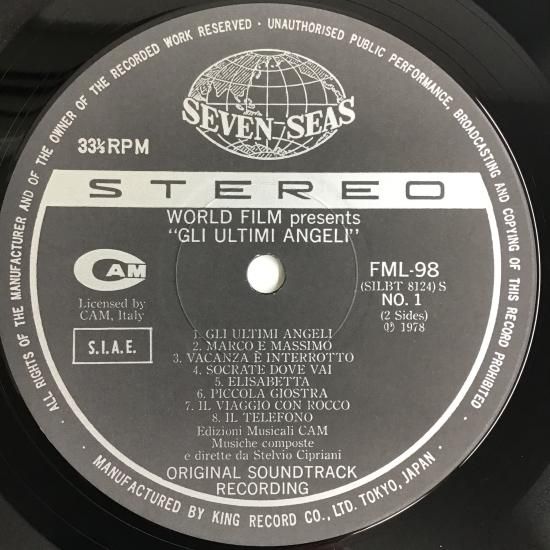 ALL RIGHTS OF THE MANUFACTURER AND OF THE OWNER OF THE RECORDED WORK RESERVED · UNAUTHORISED PUBLIC PERFORMANCE, BROADCASTING AND COPYING OF THIS RECORD PROHIBITED
SEVEN SEAS
33⅓RPM
STEREO
WORLD FILM presents
"GLI ULTIMI ANGELI"
CAM
Licensed by
CAM, Italy
S.I.A.E.
FML-98
(SILBT 8124) S
NO. 1
(2 Sides)
Ⓟ 1978
1. GLI ULTIMI ANGELI
2. MARCO E MASSIMO
3. VACANZA È INTERROTTO
4. SOCRATE DOVE VAI
5. ELISABETTA
6. PICCOLA GIOSTRA
7. IL VIAGGIO CON ROCCO
8. IL TELEFONO
Edizioni Musicali CAM
Musiche composte
e dirette da Stelvio Cipriani
ORIGINAL SOUNDTRACK
RECORDING
· MANUFACTURED BY KING RECORD CO., LTD. TOKYO, JAPAN ·